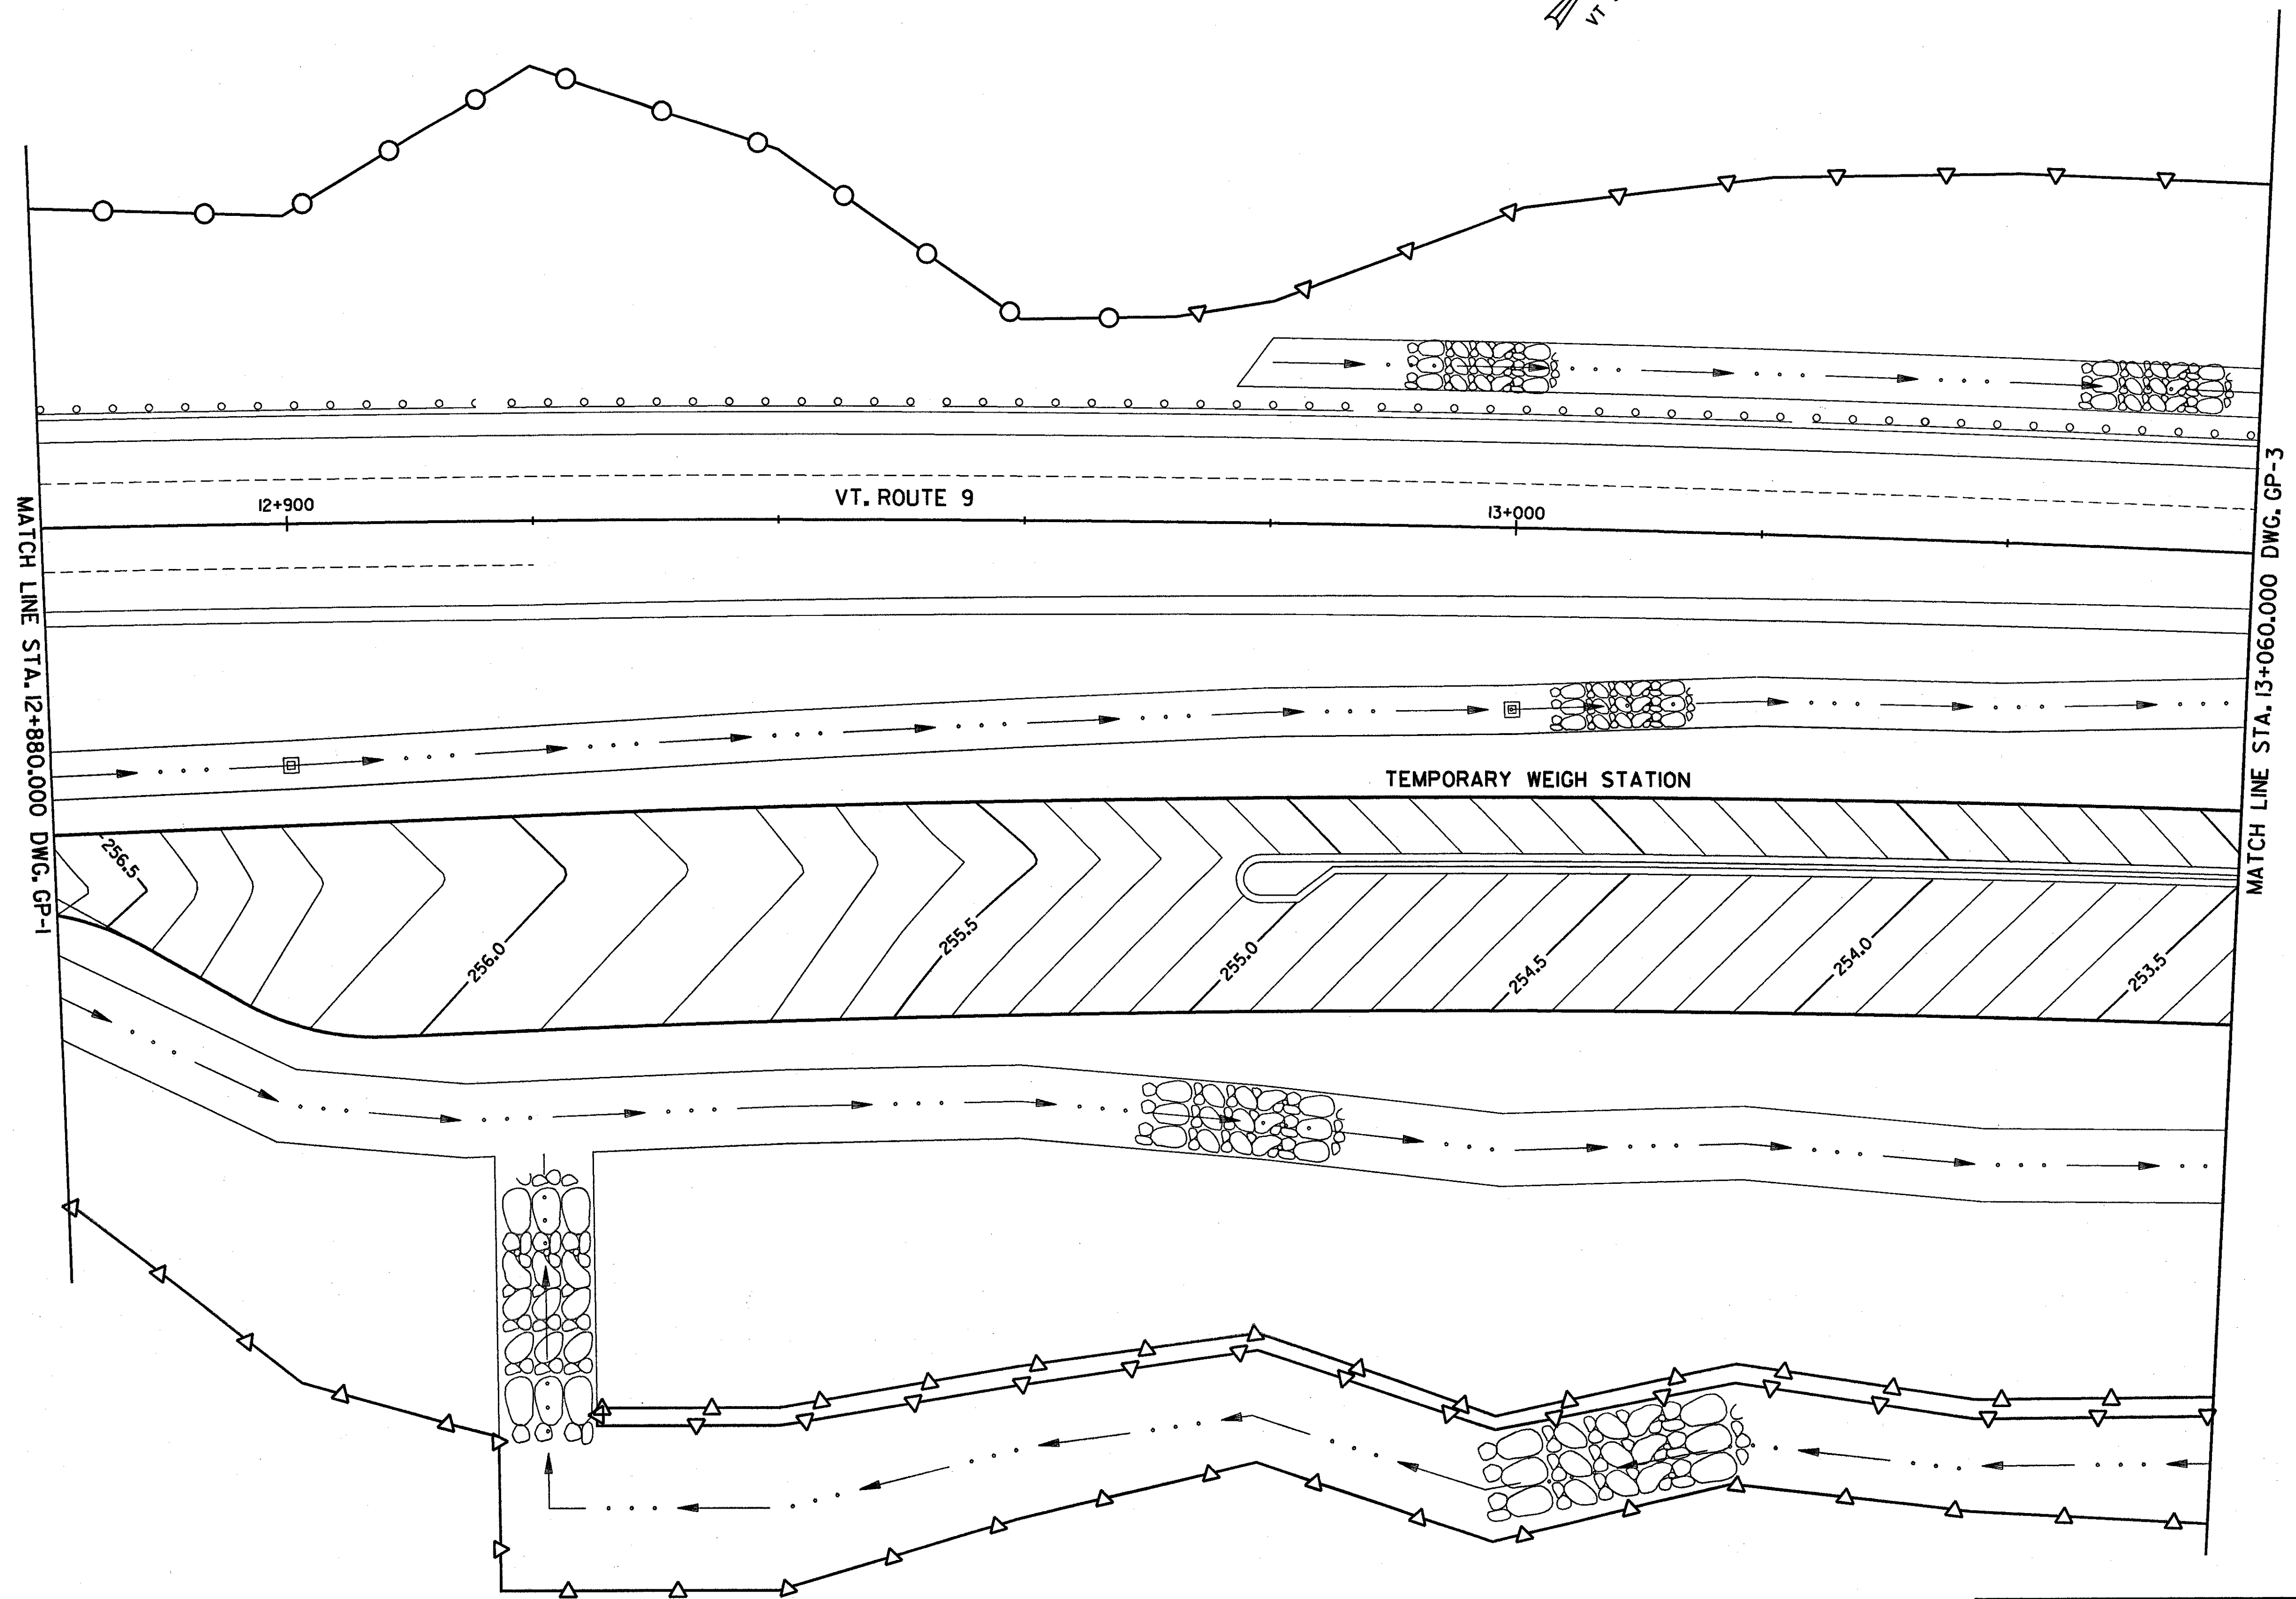 VT
12+900
VT. ROUTE 9
13+000
MATCH LINE STA. 12+880.000 DWG. GP-1
MATCH LINE STA. 13+060.000 DWG. GP-3
TEMPORARY WEIGH STATION
256.5
256.0
255.5
255.0
254.5
254.0
253.5